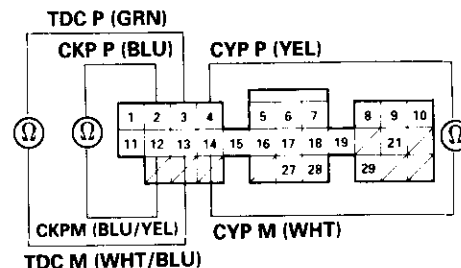 TDC P (GRN)
CKP P (BLU) CYP P (YEL)
1 2 3 4 5 6 7 8 9 10
Ω Ω Ω
11 12 13 14 15 16 17 18 19 21
27 28 29
CKPM (BLU/YEL) CYP M (WHT)
TDC M (WHT/BLU)